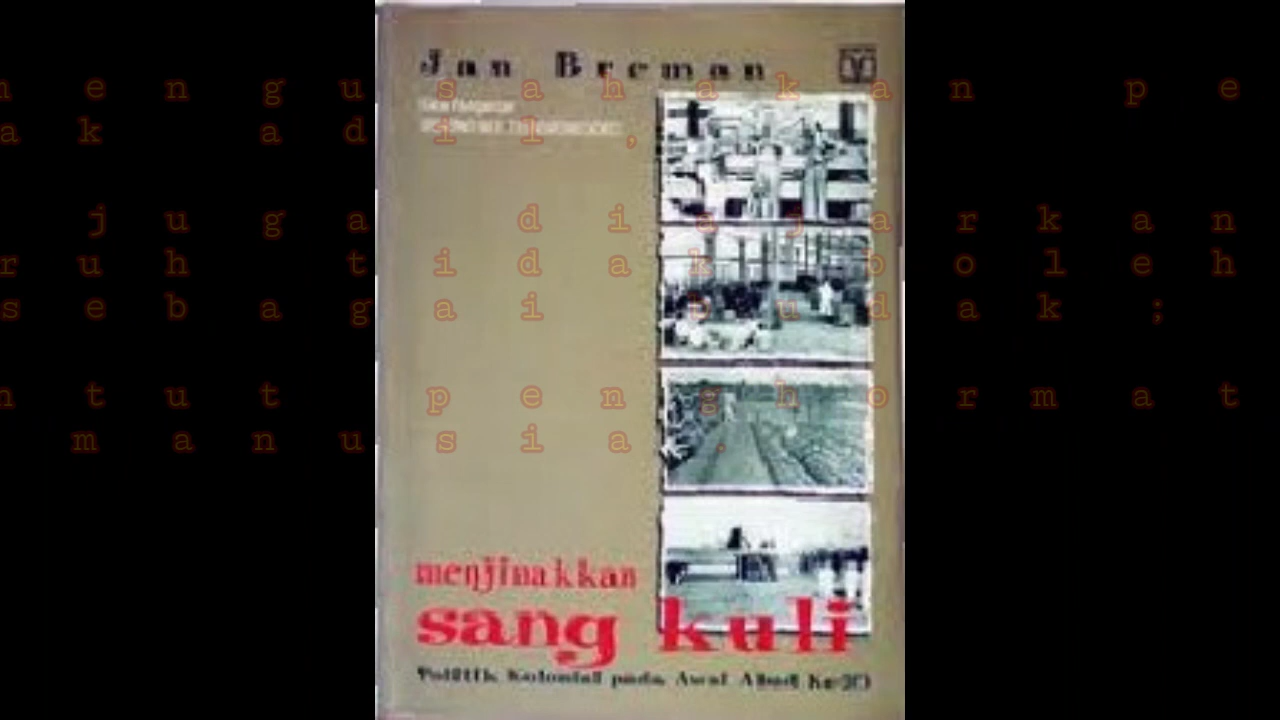 Jan Breman
nengusahakan pe
ak adil,
juga diajarkan
ruh tidak boleh
sebagai budak;
ntut penghormat
manusia.
menjinakkan
sang kuli
Politik Kolonial pada Awal Abad Ke-20